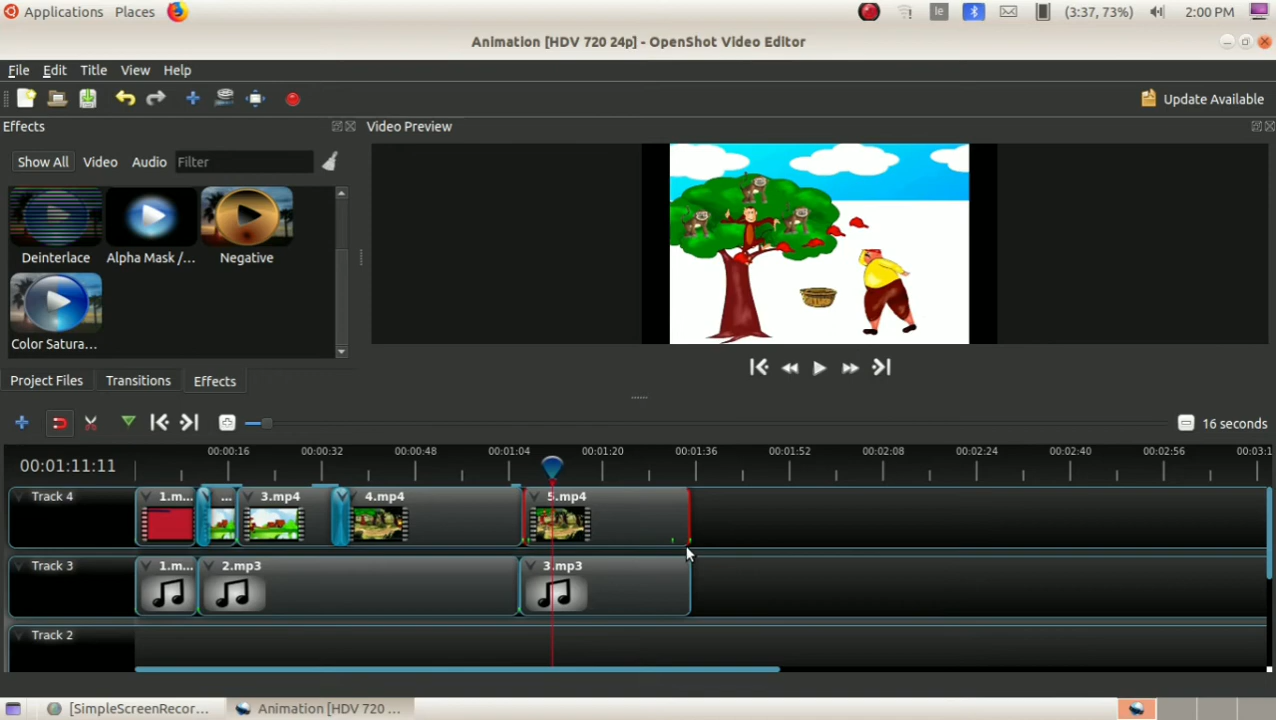 Applications Places Ie (3:37, 73%) 2:00 PM
Animation [HDV 720 24p] - OpenShot Video Editor
File Edit Title View Help
Update Available
Effects Video Preview
Show All Video Audio Filter
Deinterlace Alpha Mask /... Negative
Color Satura...
Project Files Transitions Effects
16 seconds
00:01:11:11 00:00:16 00:00:32 00:00:48 00:01:04 00:01:20 00:01:36 00:01:52 00:02:08 00:02:24 00:02:40 00:02:56 00:03:1
Track 4 1.m... ... 3.mp4 4.mp4 5.mp4
Track 3 1.m... 2.mp3 3.mp3
Track 2
[SimpleScreenRecor... Animation [HDV 720 ...